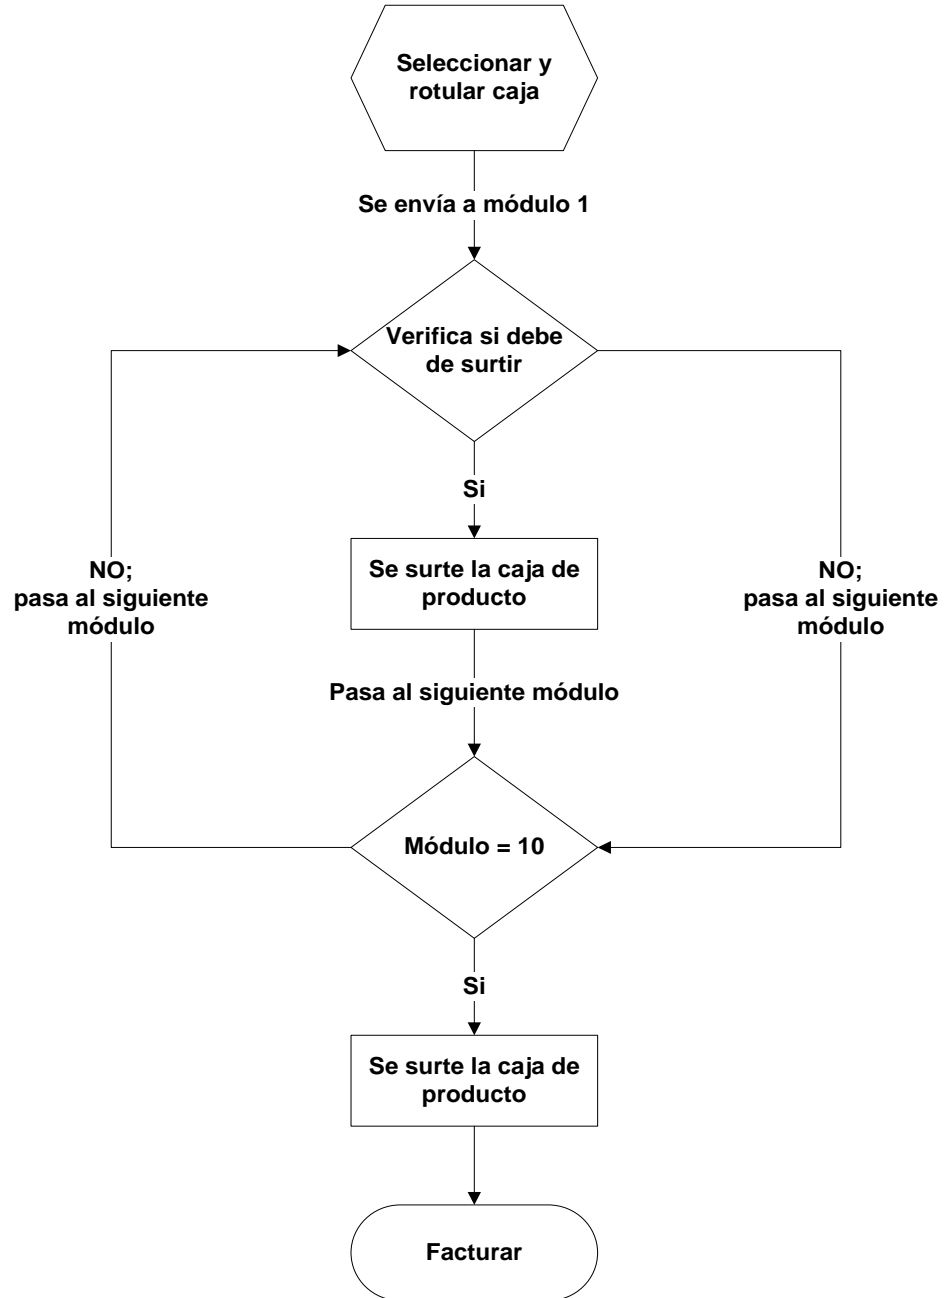 Seleccionar y
rotular caja
Se envía a módulo 1
Verifica si debe
de surtir
Si
Se surte la caja de
producto
NO;
pasa al siguiente
módulo
NO;
pasa al siguiente
módulo
Pasa al siguiente módulo
Módulo = 10
Si
Se surte la caja de
producto
Facturar